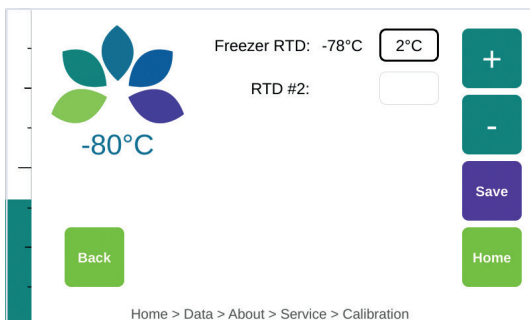 Freezer RTD: -78°C 2°C
+
RTD #2:
-
-80°C
Save
Back
Home
Home > Data > About > Service > Calibration